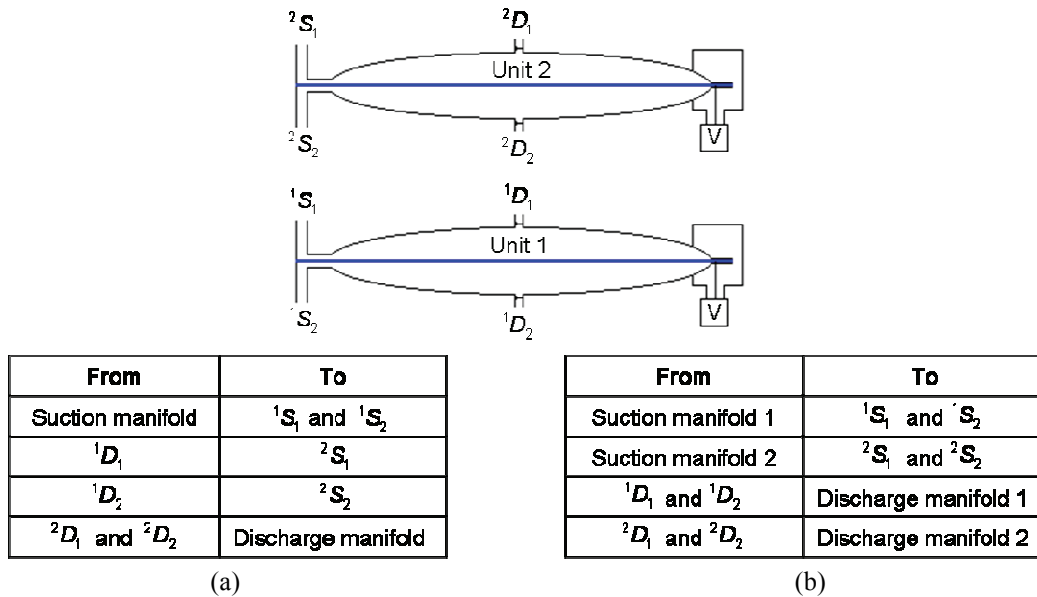 ²S₁ ²D₁
Unit 2
²S₂ ²D₂ V
¹S₁ ¹D₁
Unit 1
¹S₂ ¹D₂ V
From To
Suction manifold ¹S₁ and ¹S₂
¹D₁ ²S₁
¹D₂ ²S₂
²D₁ and ²D₂ Discharge manifold
(a)
From To
Suction manifold 1 ¹S₁ and ¹S₂
Suction manifold 2 ²S₁ and ²S₂
¹D₁ and ¹D₂ Discharge manifold 1
²D₁ and ²D₂ Discharge manifold 2
(b)